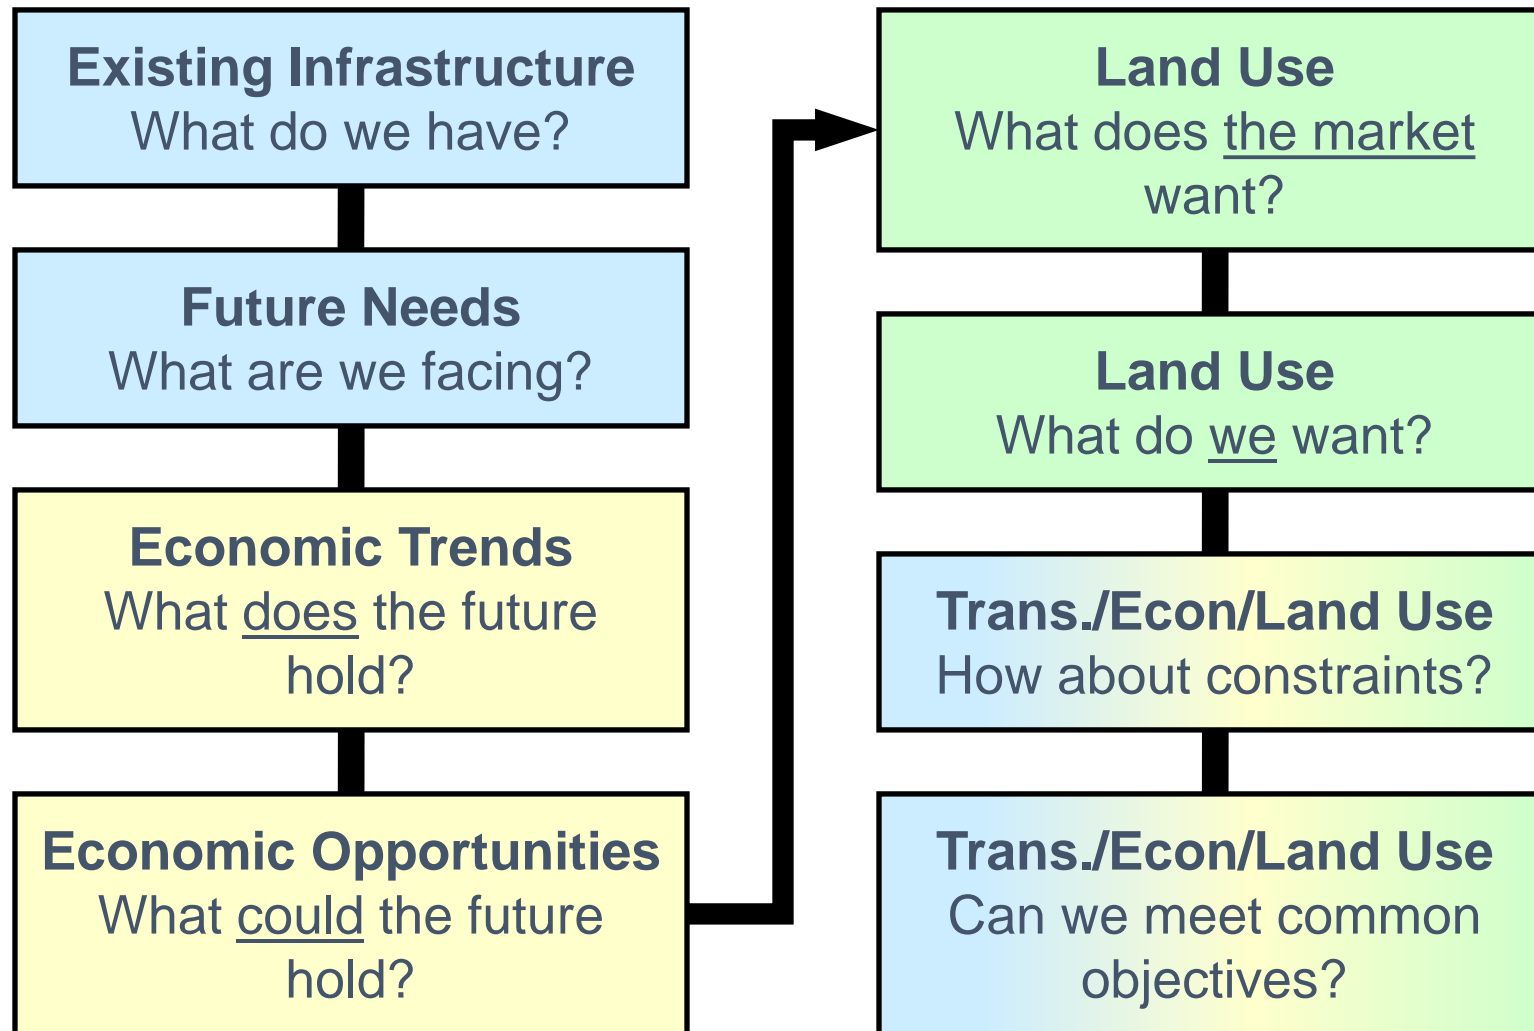 Existing Infrastructure
What do we have?
Future Needs
What are we facing?
Economic Trends
What does the future
hold?
Economic Opportunities
What could the future
hold?
Land Use
What does the market
want?
Land Use
What do we want?
Trans./Econ/Land Use
How about constraints?
Trans./Econ/Land Use
Can we meet common
objectives?